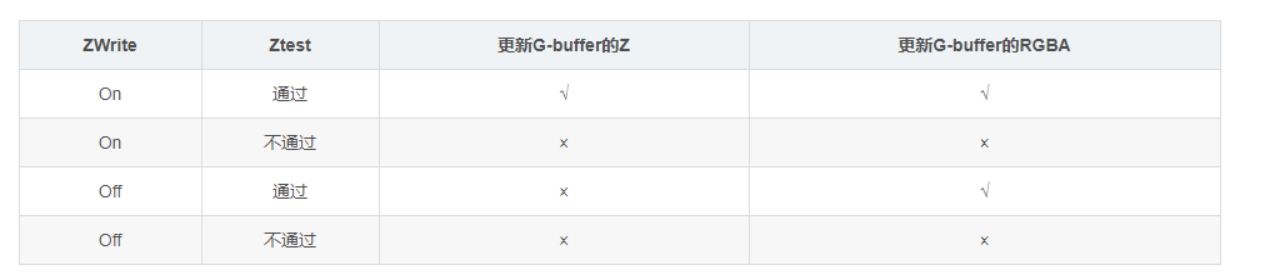 ZWrite Ztest 更新G-buffer的Z 更新G-buffer的RGBA
On 通过 √ √
On 不通过 × ×
Off 通过 × √
Off 不通过 × ×